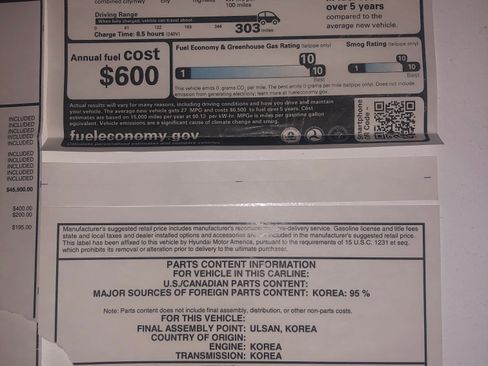 combined city/hwy city highway
100 miles
over 5 years
compared to the
average new vehicle.
Driving Range
When fully charged, vehicle can travel about...
303 miles
Charge Time: 8.5 hours (240V)
Annual fuel cost
$600
Fuel Economy & Greenhouse Gas Rating (tailpipe only)
Smog Rating (tailpipe only)
10
1
10
Best
10
1
10
Best
This vehicle emits 0 grams CO2 per mile. The best emits 0 grams per mile (tailpipe only). Does not include
emission from generating electricity; learn more at fueleconomy.gov.
Actual results will vary for many reasons, including driving conditions and how you drive and maintain
your vehicle. The average new vehicle gets 27 MPG and costs $6,500 to fuel over 5 years. Cost
estimates are based on 15,000 miles per year at $0.12 per kW-hr. MPGe is miles per gasoline gallon
equivalent. Vehicle emissions are a significant cause of climate change and smog.
fueleconomy.gov
Calculate personalized estimates and compare vehicles
Smartphone
QR Code
INCLUDED
INCLUDED
INCLUDED
INCLUDED
INCLUDED
INCLUDED
INCLUDED
INCLUDED
INCLUDED
$45,900.00
$400.00
$200.00
$195.00
Manufacturer's suggested retail price includes manufacturer's recom pre-delivery service. Gasoline license and title fees
state and local taxes and dealer installed options and accessories are included in the manufacturer's suggested retail price.
This label has been affixed to this vehicle by Hyundai Motor America, pursuant to the requirements of 15 U.S.C. 1231 et seq.
which prohibits its removal or alteration prior to delivery to the ultimate purchaser.
PARTS CONTENT INFORMATION
FOR VEHICLE IN THIS CARLINE:
U.S./CANADIAN PARTS CONTENT:
MAJOR SOURCES OF FOREIGN PARTS CONTENT: KOREA: 95 %
Note: Parts content does not include final assembly, distribution, or other non-parts costs.
FOR THIS VEHICLE:
FINAL ASSEMBLY POINT: ULSAN, KOREA
COUNTRY OF ORIGIN:
ENGINE: KOREA
TRANSMISSION: KOREA